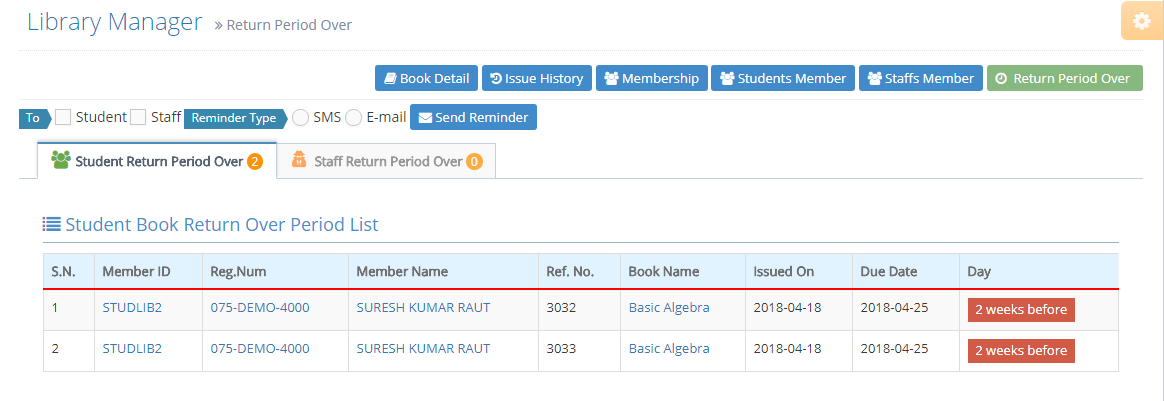 Library Manager » Return Period Over
Book Detail Issue History Membership Students Member Staffs Member Return Period Over
To Student Staff Reminder Type SMS E-mail Send Reminder
Student Return Period Over 2 Staff Return Period Over 0
Student Book Return Over Period List
S.N. Member ID Reg.Num Member Name Ref. No. Book Name Issued On Due Date Day
1 STUDLIB2 075-DEMO-4000 SURESH KUMAR RAUT 3032 Basic Algebra 2018-04-18 2018-04-25 2 weeks before
2 STUDLIB2 075-DEMO-4000 SURESH KUMAR RAUT 3033 Basic Algebra 2018-04-18 2018-04-25 2 weeks before